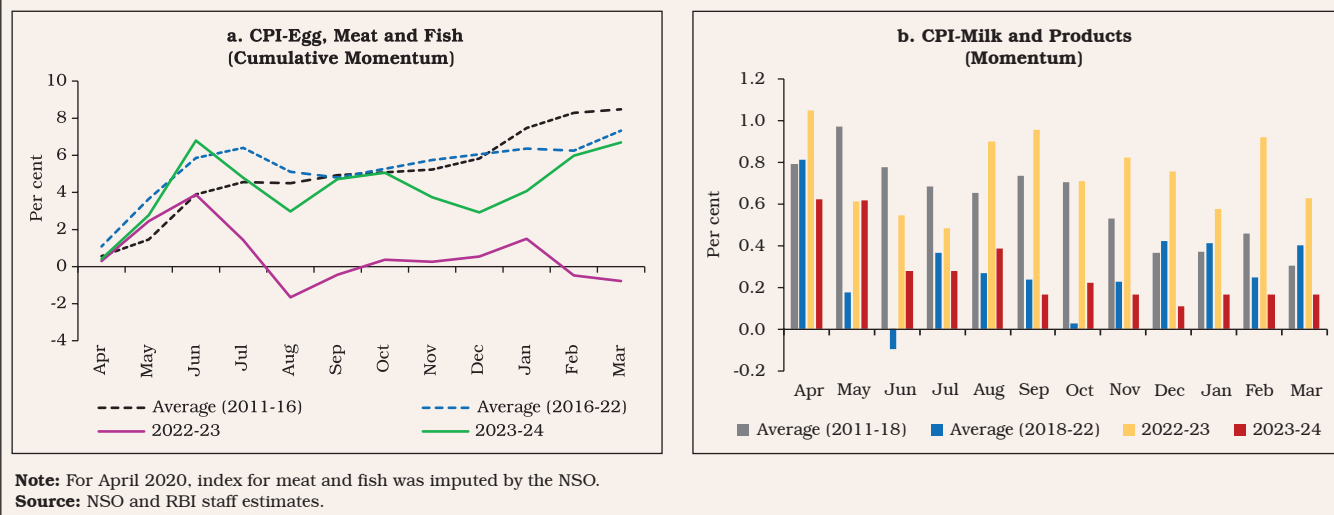 a. CPI-Egg, Meat and Fish
(Cumulative Momentum)
Per cent
10
8
6
4
2
0
-2
-4
Apr
May
Jun
Jul
Aug
Sep
Oct
Nov
Dec
Jan
Feb
Mar
Average (2011-16)
Average (2016-22)
2022-23
2023-24
b. CPI-Milk and Products
(Momentum)
Per cent
1.2
1.0
0.8
0.6
0.4
0.2
0.0
-0.2
Apr
May
Jun
Jul
Aug
Sep
Oct
Nov
Dec
Jan
Feb
Mar
Average (2011-18)
Average (2018-22)
2022-23
2023-24
Note: For April 2020, index for meat and fish was imputed by the NSO.
Source: NSO and RBI staff estimates.